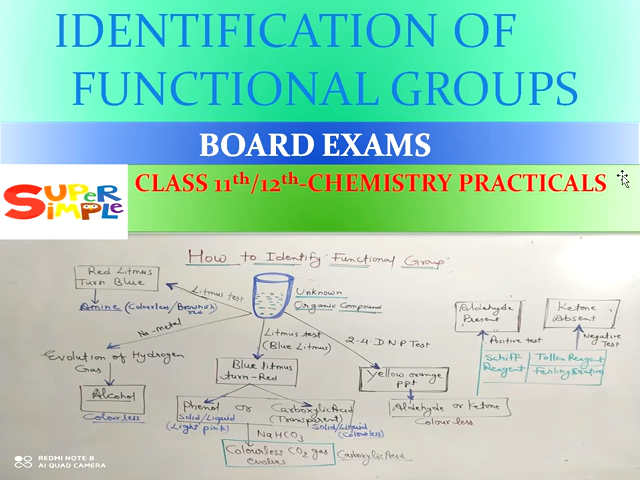 IDENTIFICATION OF
FUNCTIONAL GROUPS
BOARD EXAMS
SUPER
SIMPLE
CLASS 11th/12th-CHEMISTRY PRACTICALS
How to Identify Functional Group
Red Litmus
Turn Blue
Litmus test
Unknown
Organic Compound
Amine (Colourless/Brownish
red
Na-metal
Litmus test
(Blue Litmus)
2-4-DNP Test
Aldehyde
Present
Ketone
Absent
Positive test
Negative
Test
Schiff
Reagent
Tollen Reagent
Fehling Solution
Evolution of Hydrogen
Gas
Blue litmus
turn-Red
Yellow orange
ppt
Alcohol
Colourless
Phenol or Carboxylic Acid
Solid/Liquid
(Light pink)
(Transparent)
Solid/Liquid
(Colourless)
Aldehyde or Ketone
Colourless
NaHCO3
Colourless CO2 gas
evolves
Carboxylic Acid
REDMI NOTE 8
AI QUAD CAMERA